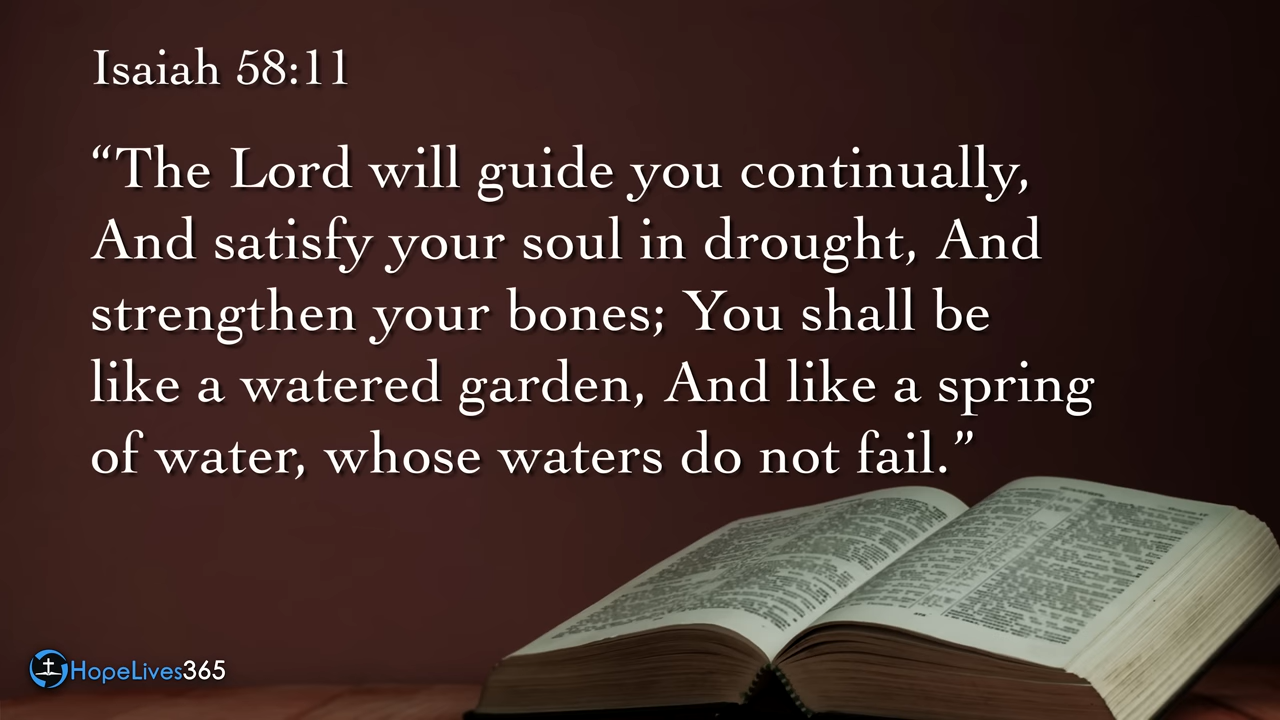 Isaiah 58:11
“The Lord will guide you continually,
And satisfy your soul in drought, And
strengthen your bones; You shall be
like a watered garden, And like a spring
of water, whose waters do not fail.”
HopeLives365